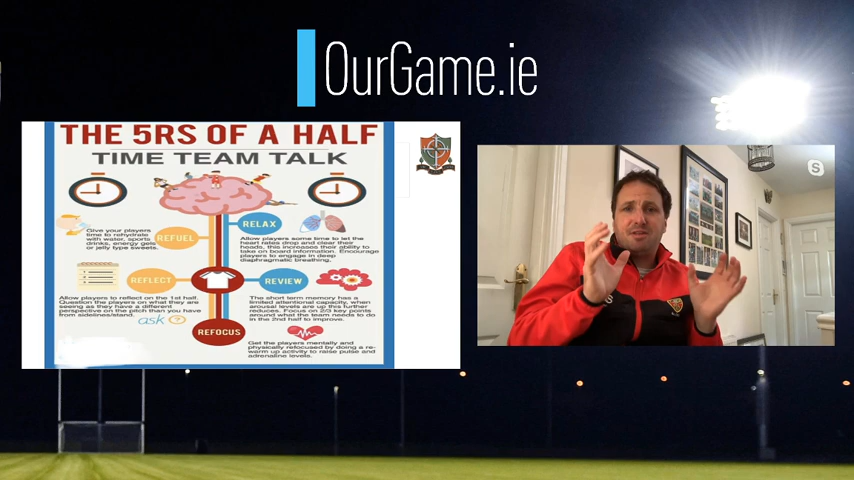 OurGame.ie
THE 5RS OF A HALF
TIME TEAM TALK
RELAX
Allow players some time to let the
heart rates drop and clear their
heads, the increases their ability to
take on board information. Encourage
players to engage in deep
diaphragmatic breathing.
REFUEL
Give your players
time to rehydrate
with water, sports
drinks, energy gels
or jelly type sweets.
REFLECT
Allow players to reflect on the 1st half.
Question the players on what they are
seeing as they have a different
perspective on the pitch than you have
from sidelines/stand.
ask ?
REVIEW
The short term memory has a
limited attentional capacity, when
arousal levels are up this further
reduces. Focus on 2/3 key points
around what the team needs to do
in the 2nd half to improve.
REFOCUS
Get the players mentally and
physically refocused by doing a re-
warm up activity to raise pulse and
adrenaline levels.